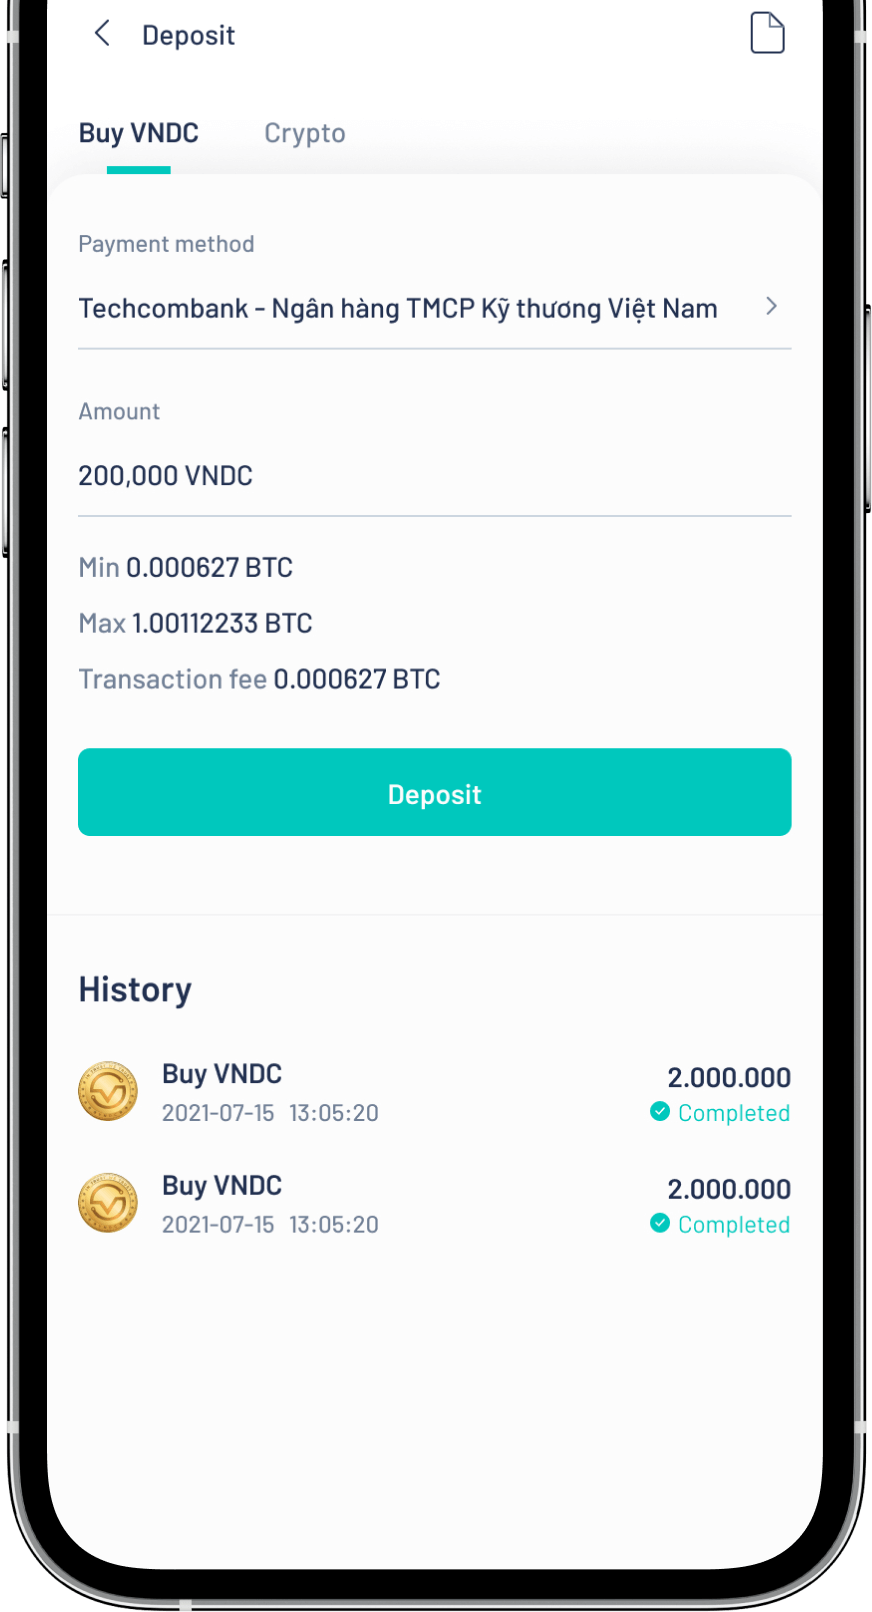 Deposit
Buy VNDC Crypto
Payment method
Techcombank - Ngân hàng TMCP Kỹ thương Việt Nam
Amount
200,000 VNDC
Min 0.000627 BTC
Max 1.00112233 BTC
Transaction fee 0.000627 BTC
Deposit
History
Buy VNDC 2.000.000
2021-07-15 13:05:20 Completed
Buy VNDC 2.000.000
2021-07-15 13:05:20 Completed